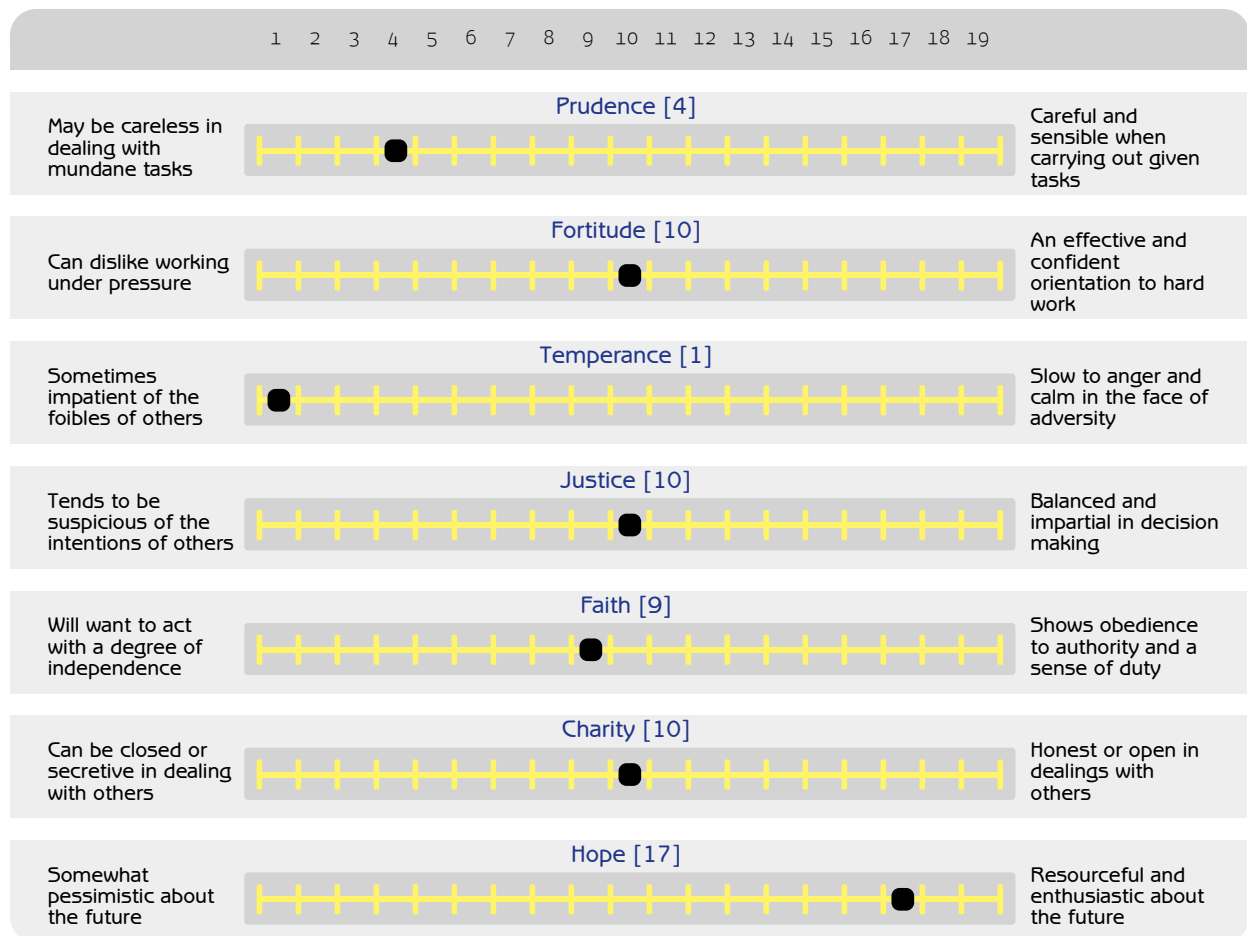 1 2 3 4 5 6 7 8 9 10 11 12 13 14 15 16 17 18 19
Prudence [4]
May be careless in
dealing with
mundane tasks
Careful and
sensible when
carrying out given
tasks
Fortitude [10]
Can dislike working
under pressure
An effective and
confident
orientation to hard
work
Temperance [1]
Sometimes
impatient of the
foibles of others
Slow to anger and
calm in the face of
adversity
Justice [10]
Tends to be
suspicious of the
intentions of others
Balanced and
impartial in decision
making
Faith [9]
Will want to act
with a degree of
independence
Shows obedience
to authority and a
sense of duty
Charity [10]
Can be closed or
secretive in dealing
with others
Honest or open in
dealings with
others
Hope [17]
Somewhat
pessimistic about
the future
Resourceful and
enthusiastic about
the future